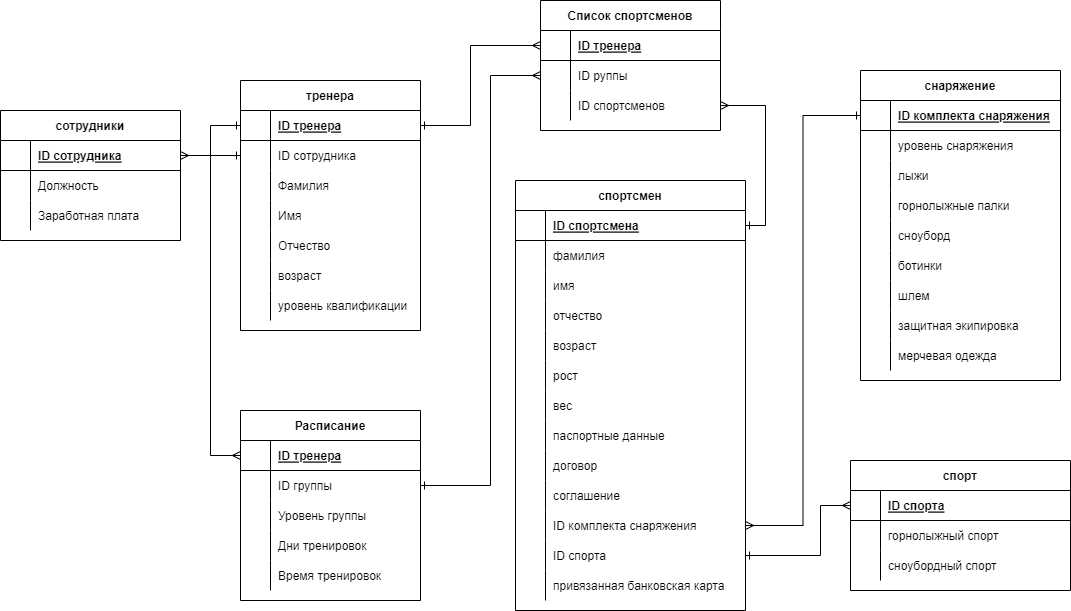 сотрудники
ID сотрудника
Должность
Заработная плата
тренера
ID тренера
ID сотрудника
Фамилия
Имя
Отчество
возраст
уровень квалификации
Расписание
ID тренера
ID группы
Уровень группы
Дни тренировок
Время тренировок
Список спортсменов
ID тренера
ID руппы
ID спортсменов
спортсмен
ID спортсмена
фамилия
имя
отчество
возраст
рост
вес
паспортные данные
договор
соглашение
ID комплекта снаряжения
ID спорта
привязанная банковская карта
снаряжение
ID комплекта снаряжения
уровень снаряжения
лыжи
горнолыжные палки
сноуборд
ботинки
шлем
защитная экипировка
мерчевая одежда
спорт
ID спорта
горнолыжный спорт
сноубордный спорт